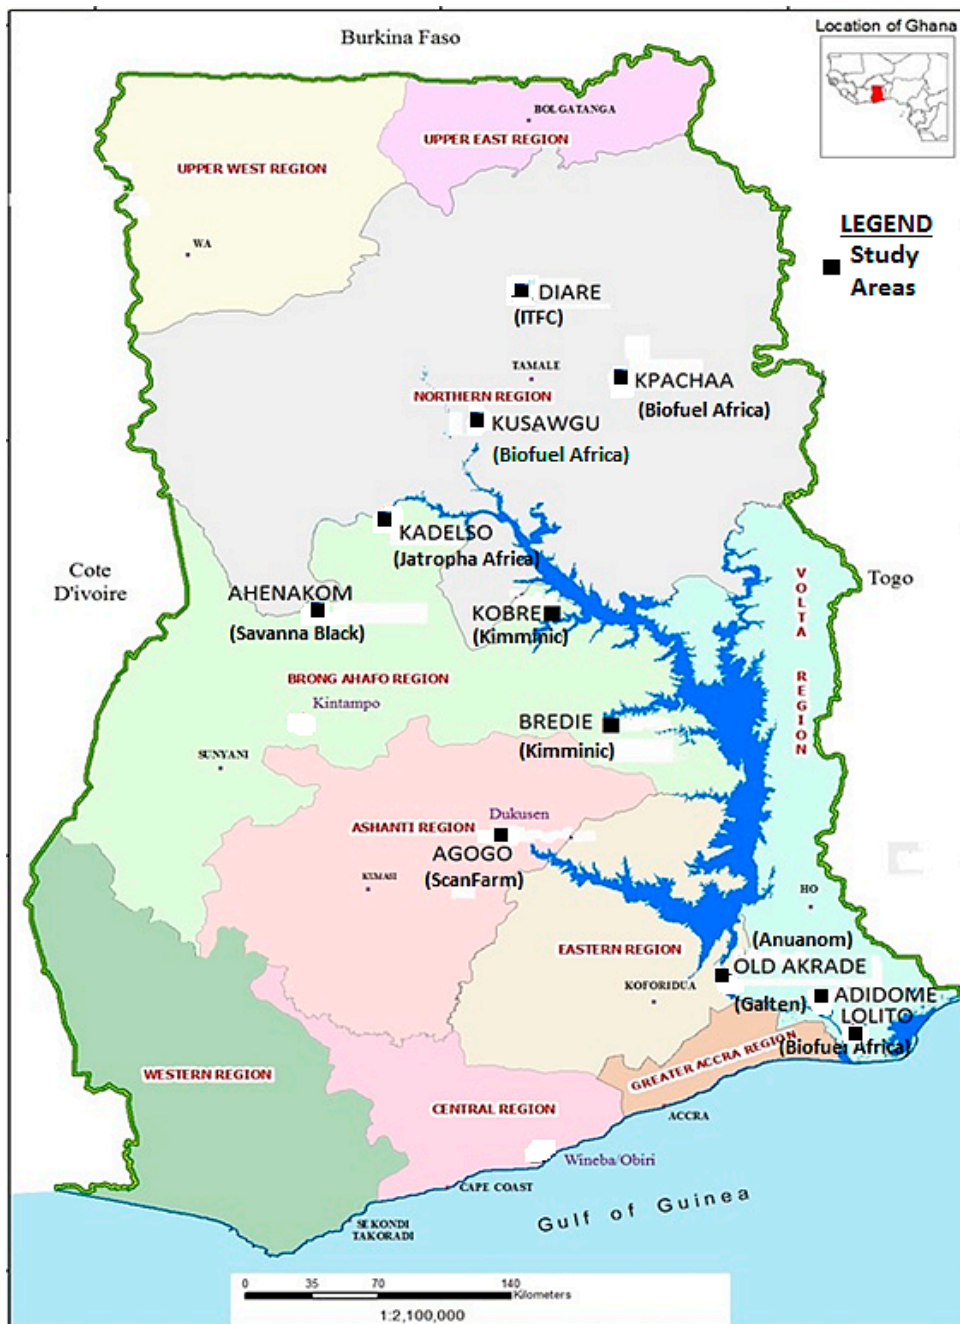 Burkina Faso
Location of Ghana
BOLGATANGA
UPPER EAST REGION
UPPER WEST REGION
WA
LEGEND
Study
Areas
DIARE
(ITFC)
TAMALE
KPACHAA
(Biofuel Africa)
NORTHERN REGION
KUSAWGU
(Biofuel Africa)
KADELSO
(Jatropha Africa)
Cote
D'ivoire
Togo
AHENAKOM
(Savanna Black)
KOBRE
(Kimminic)
VOLTA REGION
BRONG AHAFO REGION
Kintampo
BREDIE
(Kimminic)
SUNYANI
Dukusen
ASHANTI REGION
AGOGO
(ScanFarm)
KUMASI
HO
(Anuanom)
EASTERN REGION
OLD AKRADE
KOFORIDUA
(Galten)
ADIDOME
LOLITO
(Biofuel Africa)
GREATER ACCRA REGION
WESTERN REGION
CENTRAL REGION
ACCRA
Wineba/Obiri
CAPE COAST
SEKONDI
TAKORADI
Gulf of Guinea
0 35 70 140
Kilometers
1:2,100,000